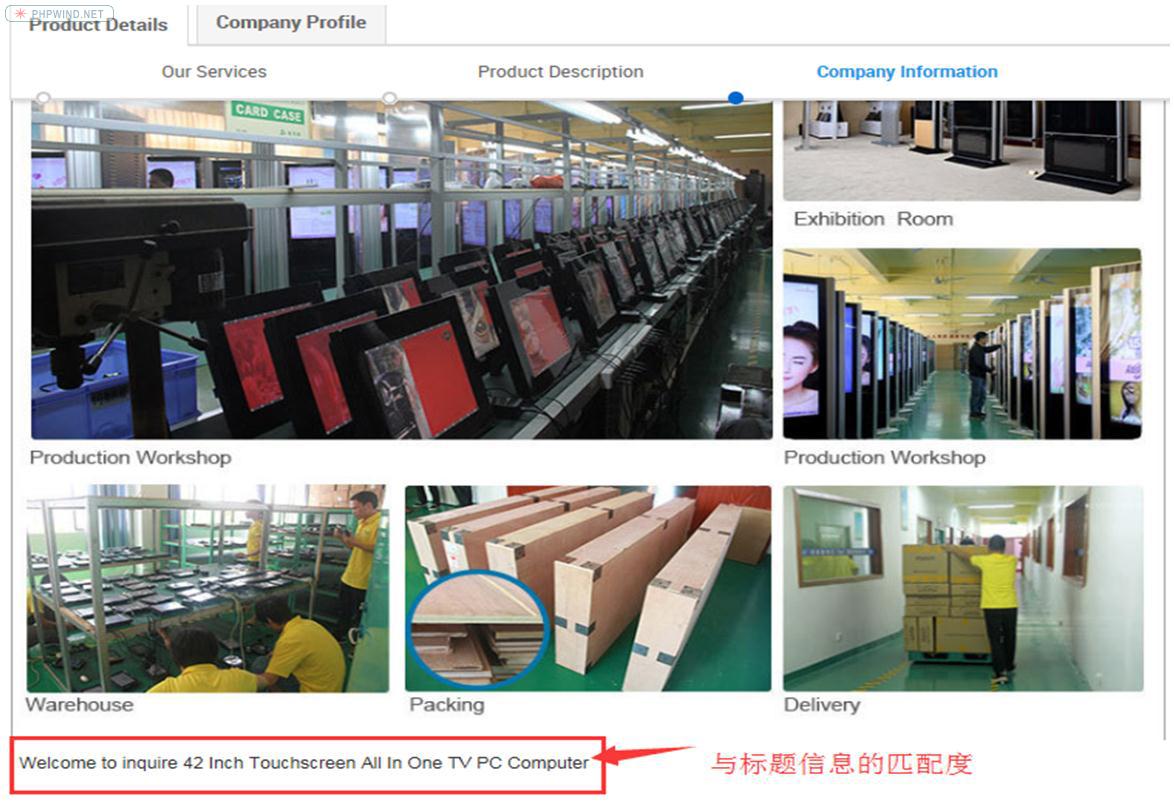 PHPWIND.NET
Product Details
Company Profile
Our Services
Product Description
Company Information
CARD CASE
Exhibition Room
Production Workshop
Production Workshop
Warehouse
Packing
Delivery
Welcome to inquire 42 Inch Touchscreen All In One TV PC Computer
与标题信息的匹配度